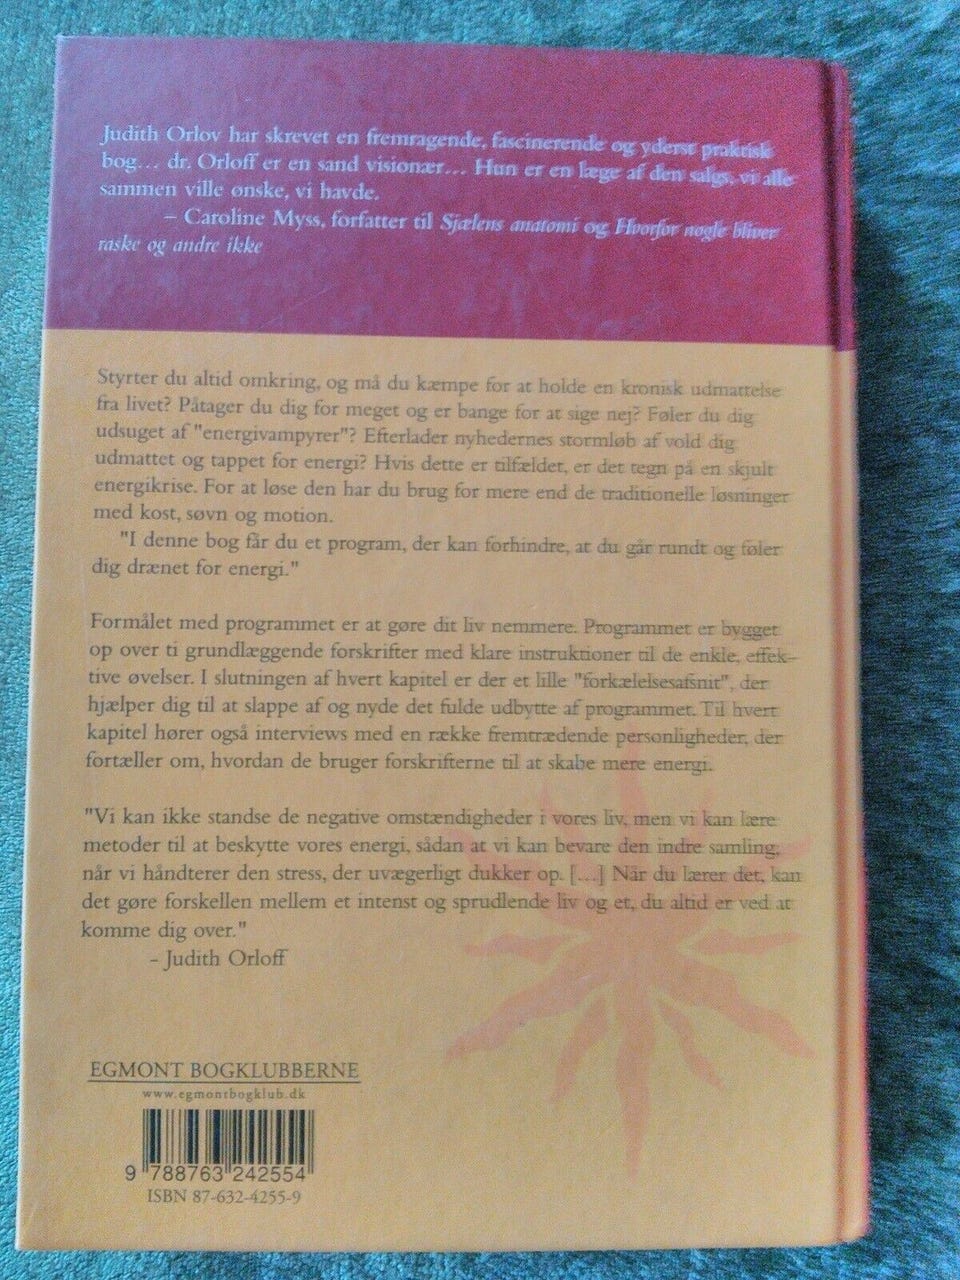 Judith Orlov har skrevet en fremragende, fascinerende og yderst praktisk
bog... dr. Orloff er en sand visionær... Hun er en læge af den salgs, vi alle
sammen ville ønske, vi havde.
– Caroline Myss, forfatter til Sjælens anatomi og Hvorfor nogle bliver
raske og andre ikke
Styrter du altid omkring, og må du kæmpe for at holde en kronisk udmattelse
fra livet? Påtager du dig for meget og er bange for at sige nej? Føler du dig
udsuget af "energivampyrer"? Efterlader nyhedernes stormløb af vold dig
udmattet og tappet for energi? Hvis dette er tilfældet, er det tegn på en skjult
energikrise. For at løse den har du brug for mere end de traditionelle løsninger
med kost, søvn og motion.
"I denne bog får du et program, der kan forhindre, at du går rundt og føler
dig drænet for energi."
Formålet med programmet er at gøre dit liv nemmere. Programmet er bygget
op over ti grundlæggende forskrifter med klare instruktioner til de enkle, effek-
tive øvelser. I slutningen af hvert kapitel er der et lille "forkælelsesafsnit", der
hjælper dig til at slappe af og nyde det fulde udbytte af programmet. Til hvert
kapitel hører også interviews med en række fremtrædende personligheder, der
fortæller om, hvordan de bruger forskrifterne til at skabe mere energi.
"Vi kan ikke standse de negative omstændigheder i vores liv, men vi kan lære
metoder til at beskytte vores energi, sådan at vi kan bevare den indre samling,
når vi håndterer den stress, der uvægerligt dukker op. [...] Når du lærer det, kan
det gøre forskellen mellem et intenst og sprudlende liv og et, du altid er ved at
komme dig over."
- Judith Orloff
EGMONT BOGKLUBBERNE
www.egmontbogklub.dk
9 788763 242554
ISBN 87-632-4255-9